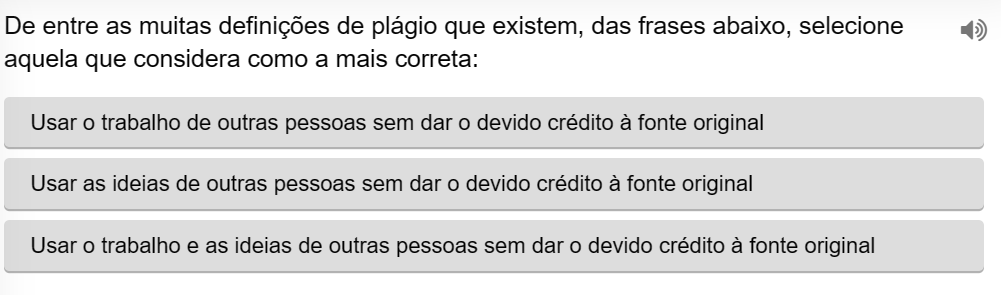 De entre as muitas definições de plágio que existem, das frases abaixo, selecione
aquela que considera como a mais correta:
Usar o trabalho de outras pessoas sem dar o devido crédito à fonte original
Usar as ideias de outras pessoas sem dar o devido crédito à fonte original
Usar o trabalho e as ideias de outras pessoas sem dar o devido crédito à fonte original